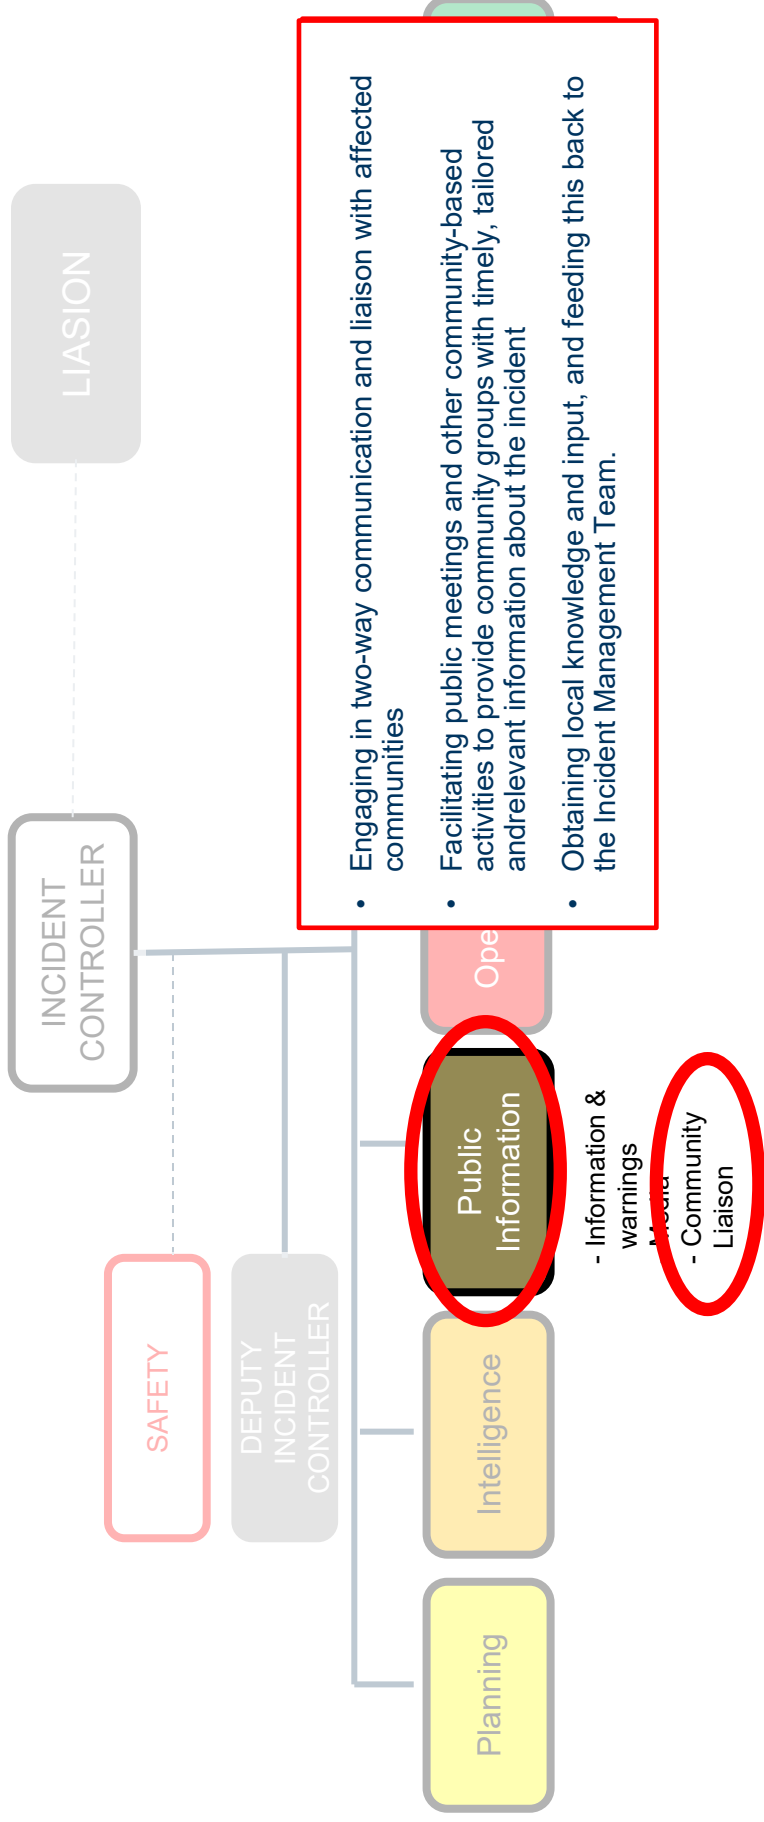 INCIDENT
CONTROLLER
LIASION
SAFETY
DEPUTY
INCIDENT
CONTROLLER
Planning
Intelligence
Public
Information
Ope
- Information &
warnings
Media
- Community
Liaison
• Engaging in two-way communication and liaison with affected
communities
• Facilitating public meetings and other community-based
activities to provide community groups with timely, tailored
andrelevant information about the incident
• Obtaining local knowledge and input, and feeding this back to
the Incident Management Team.